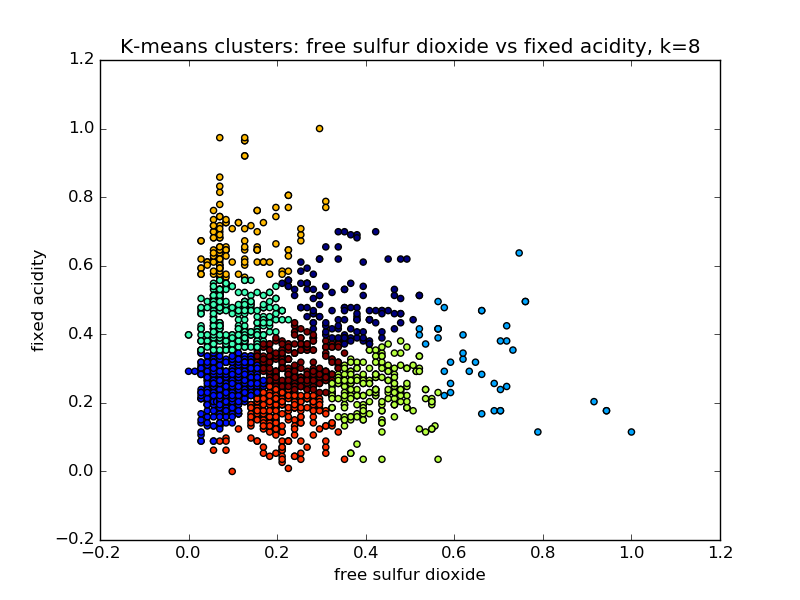 K-means clusters: free sulfur dioxide vs fixed acidity, k=8
1.2
1.0
0.8
0.6
0.4
0.2
0.0
−0.2
fixed acidity
−0.2 0.0 0.2 0.4 0.6 0.8 1.0 1.2
free sulfur dioxide